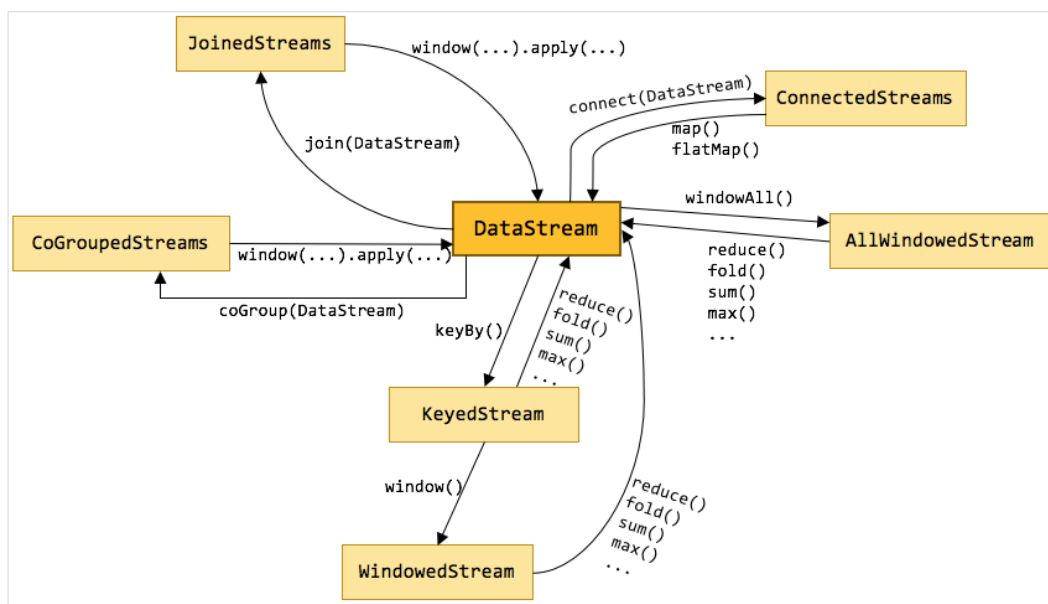 JoinedStreams
window(...).apply(...)
connect(DataStream)
ConnectedStreams
map()
flatMap()
join(DataStream)
windowAll()
DataStream
CoGroupedStreams
window(...).apply(...)
AllWindowedStream
reduce()
fold()
sum()
max()
...
coGroup(DataStream)
keyBy()
reduce()
fold()
sum()
max()
...
KeyedStream
window()
reduce()
fold()
sum()
max()
...
WindowedStream